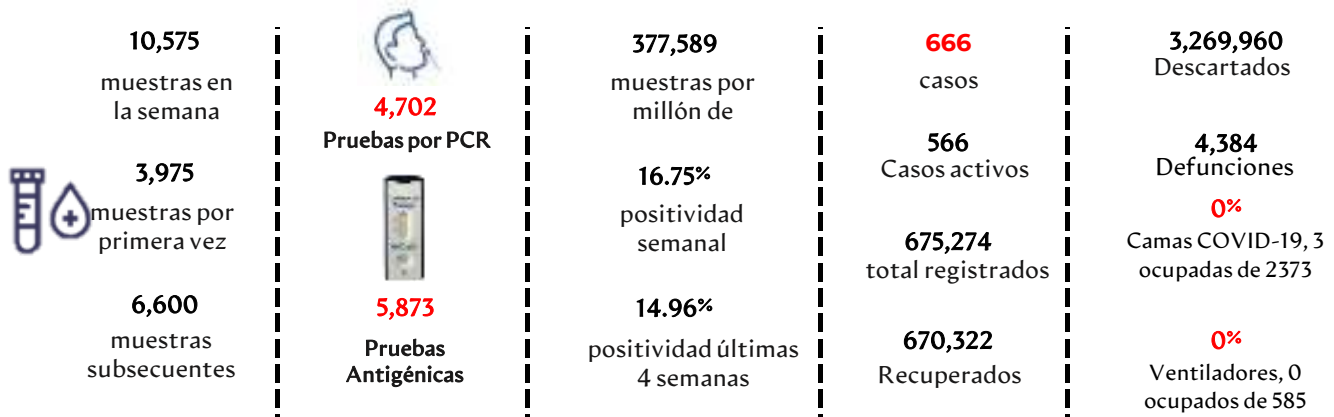 10,575
muestras en
la semana
3,975
muestras por
primera vez
6,600
muestras
subsecuentes
4,702
Pruebas por PCR
5,873
Pruebas
Antigénicas
377,589
muestras por
millón de
16.75%
positividad
semanal
14.96%
positividad últimas
4 semanas
666
casos
566
Casos activos
675,274
total registrados
670,322
Recuperados
3,269,960
Descartados
4,384
Defunciones
0%
Camas COVID-19, 3
ocupadas de 2373
0%
Ventiladores, 0
ocupados de 585